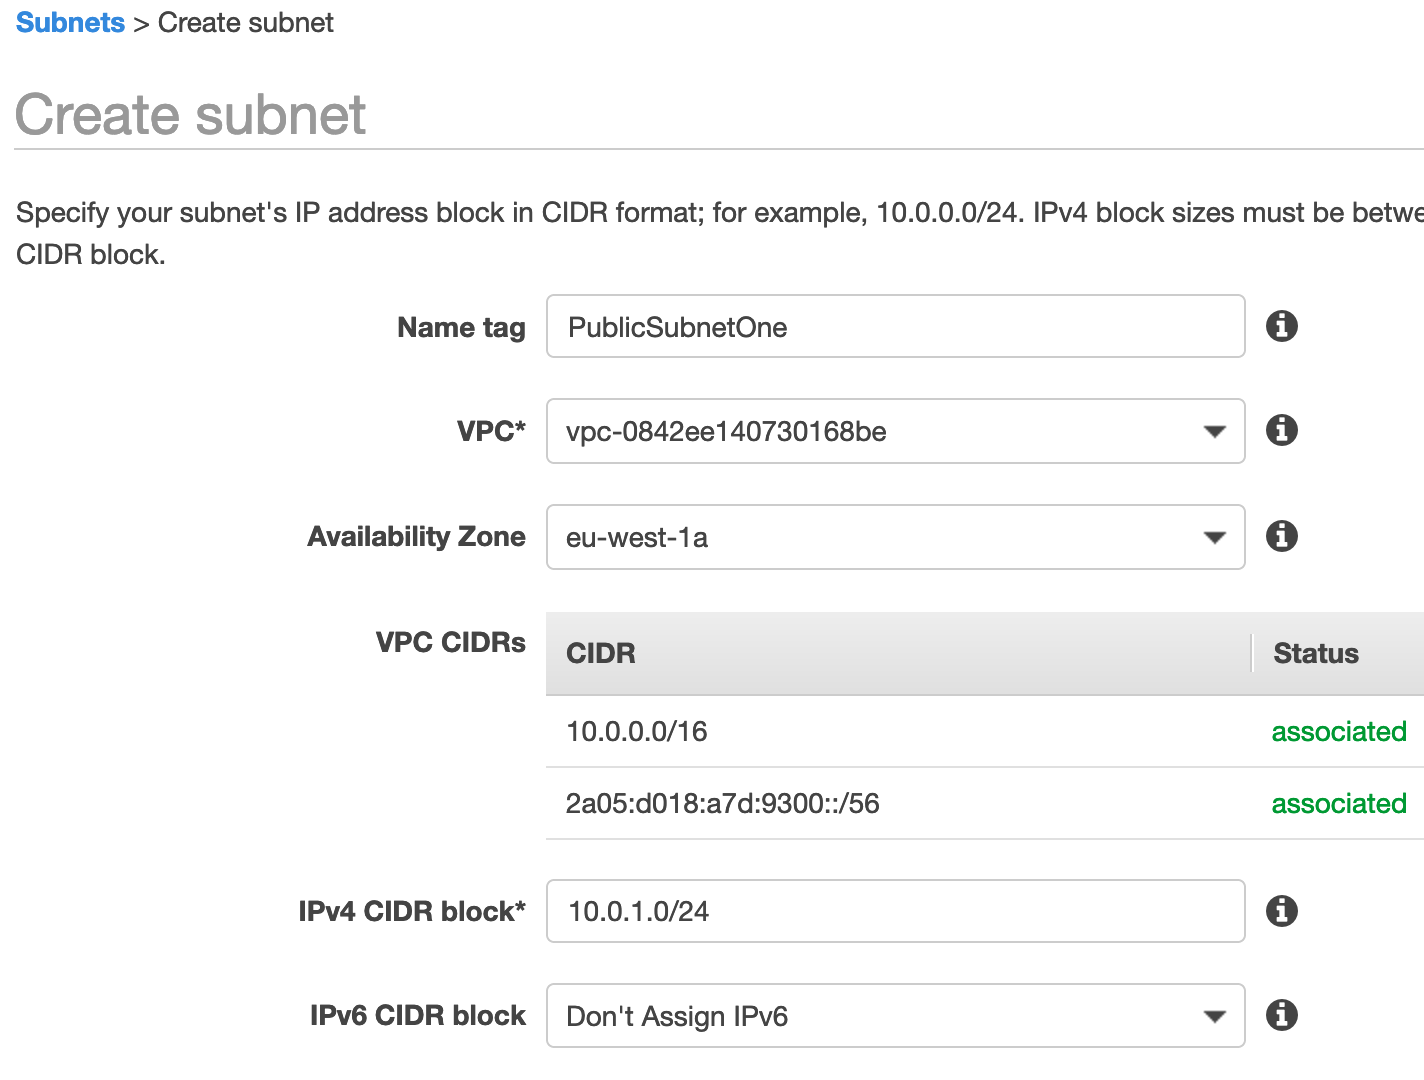 Subnets > Create subnet
Create subnet
Specify your subnet's IP address block in CIDR format; for example, 10.0.0.0/24. IPv4 block sizes must be
CIDR block.
Name tag PublicSubnetOne
VPC* vpc-0842ee140730168be
Availability Zone eu-west-1a
VPC CIDRs CIDR Status
10.0.0.0/16 associated
2a05:d018:a7d:9300::/56 associated
IPv4 CIDR block* 10.0.1.0/24
IPv6 CIDR block Don't Assign IPv6